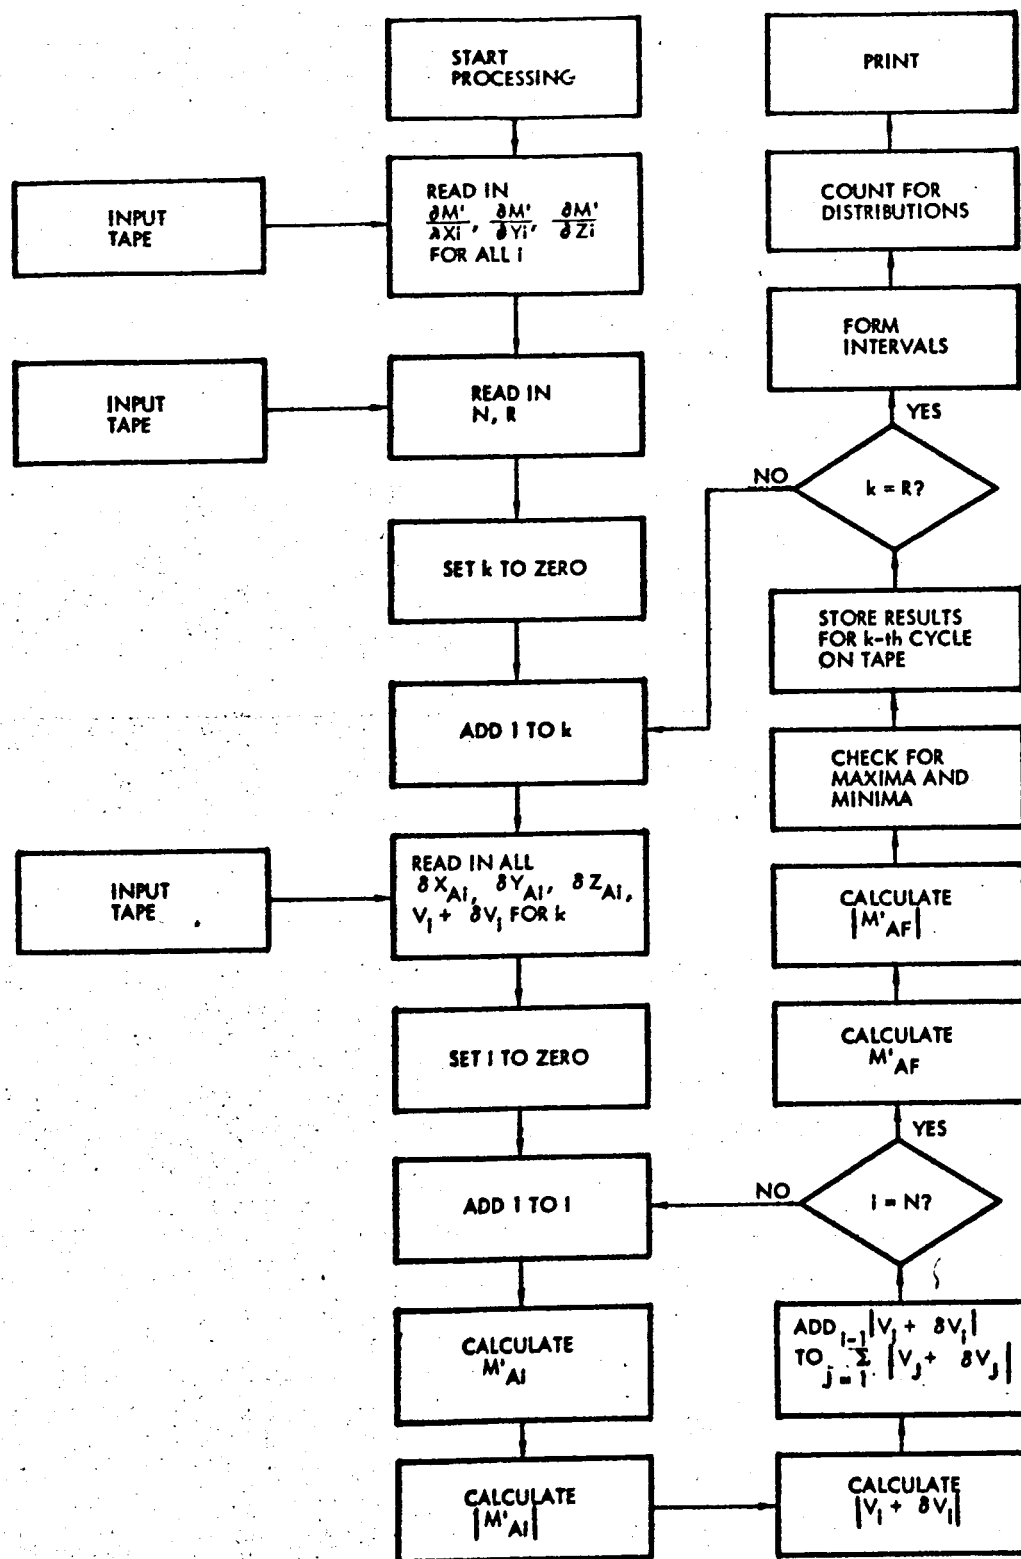 START
PROCESSING
INPUT
TAPE
READ IN
∂M'/∂Xi, ∂M'/∂Yi, ∂M'/∂Zi
FOR ALL i
INPUT
TAPE
READ IN
N, R
SET k TO ZERO
ADD 1 TO k
INPUT
TAPE
READ IN ALL
δX_Ai, δY_Ai, δZ_Ai,
V_i + δV_i FOR k
SET i TO ZERO
ADD 1 TO i
CALCULATE
M'_Ai
CALCULATE
|M'_Ai|
CALCULATE
|V_i + δV_i|
ADD |V_i + δV_i|
i-1
TO Σ |V_j + δV_j|
j = 1
i = N?
NO
YES
CALCULATE
M'_AF
CALCULATE
|M'_AF|
CHECK FOR
MAXIMA AND
MINIMA
STORE RESULTS
FOR k-th CYCLE
ON TAPE
k = R?
NO
YES
FORM
INTERVALS
COUNT FOR
DISTRIBUTIONS
PRINT